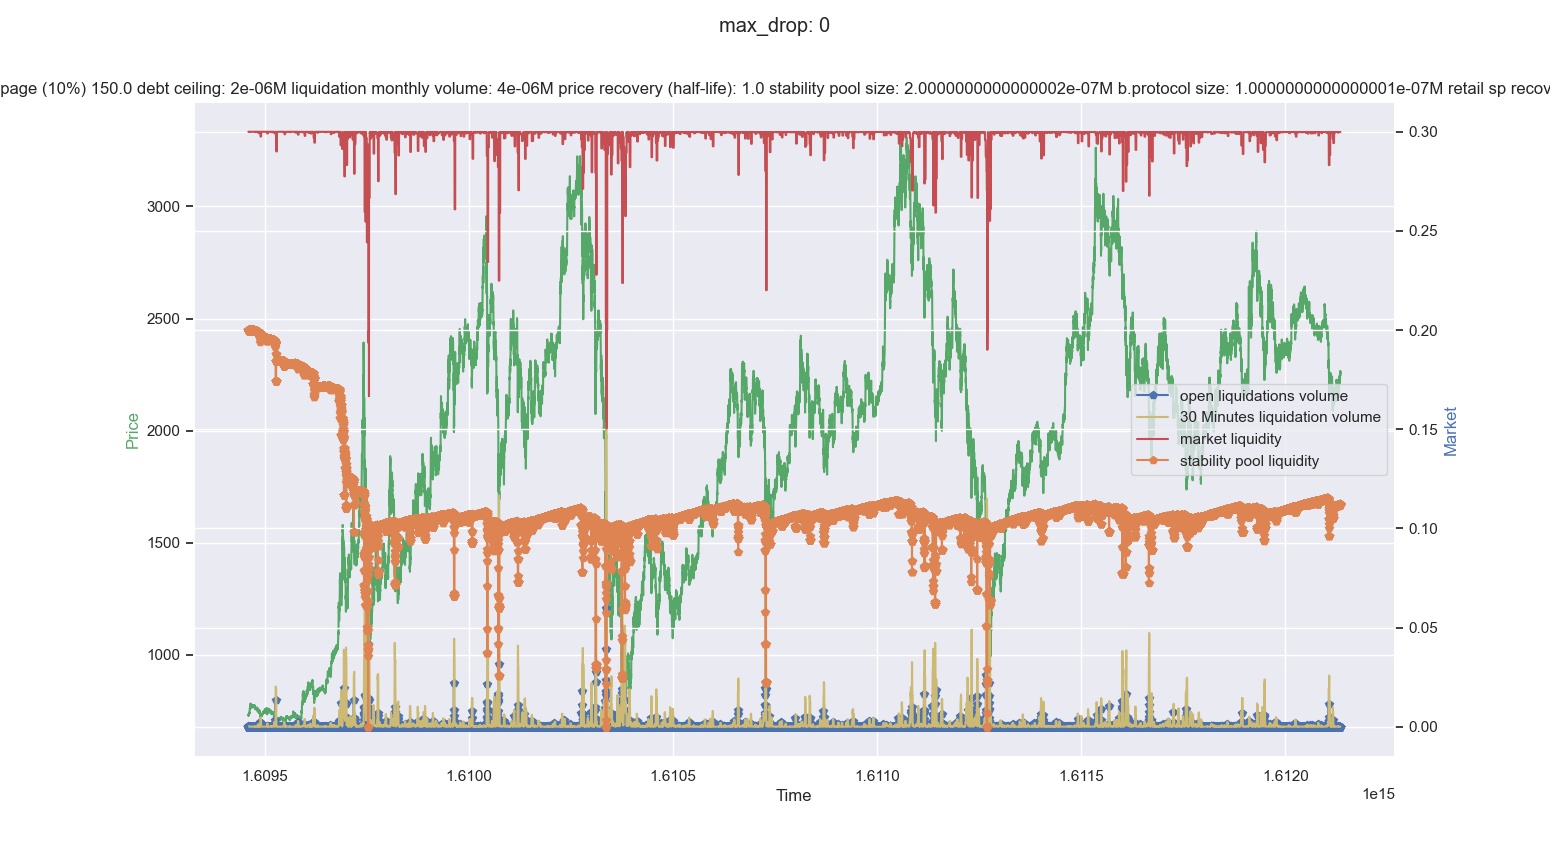 max_drop: 0
page (10%) 150.0 debt ceiling: 2e-06M liquidation monthly volume: 4e-06M price recovery (half-life): 1.0 stability pool size: 2.0000000000000002e-07M b.protocol size: 1.0000000000000001e-07M retail sp recov
3000
2500
2000
1500
1000
Price
0.30
0.25
0.20
0.15
0.10
0.05
0.00
Market
open liquidations volume
30 Minutes liquidation volume
market liquidity
stability pool liquidity
1.6095 1.6100 1.6105 1.6110 1.6115 1.6120
Time
1e15